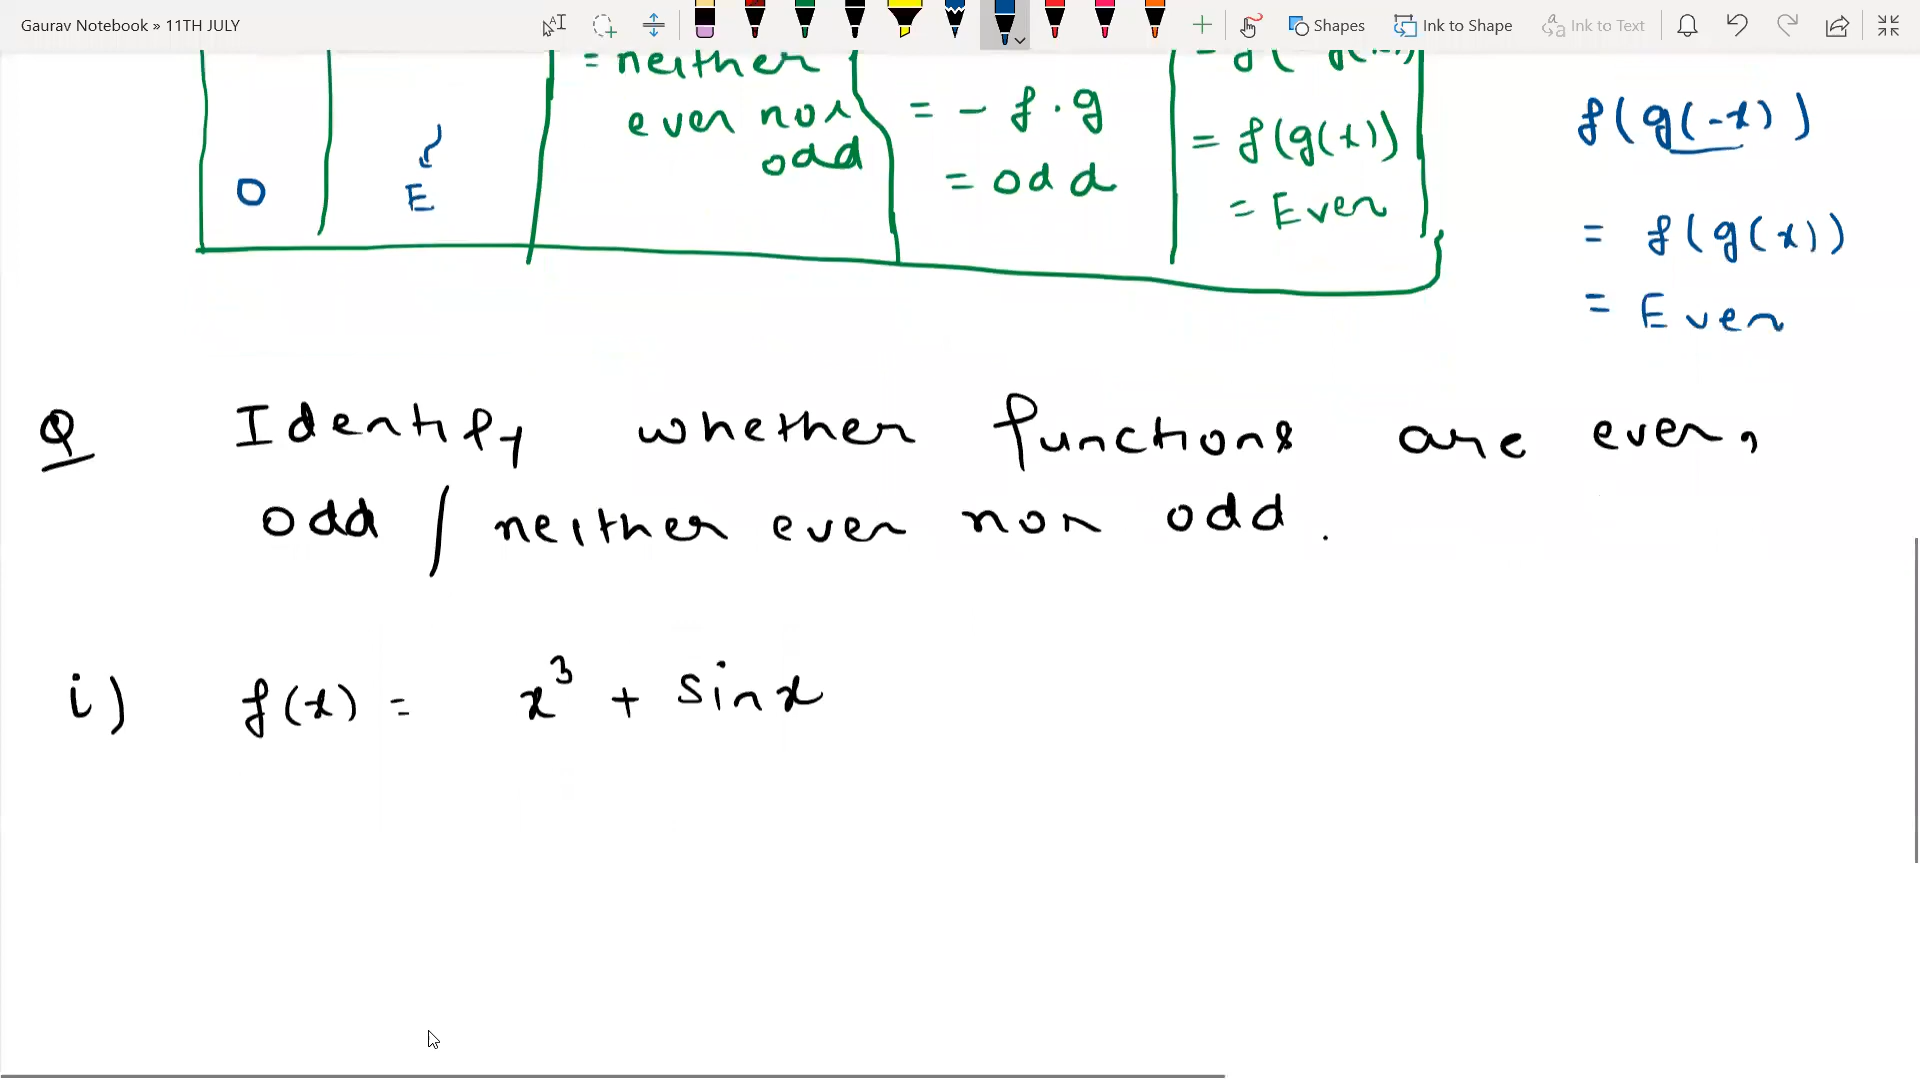 Gaurav Notebook » 11TH JULY
Shapes
Ink to Shape
Ink to Text
= neither
even nor
odd
O
E
= - f . g
= odd
= f(g(x))
= Even
f(g(-x))
= f(g(x))
= Even
Q Identify whether functions are even,
odd / neither even nor odd.
i) f(x) = x³ + sinx